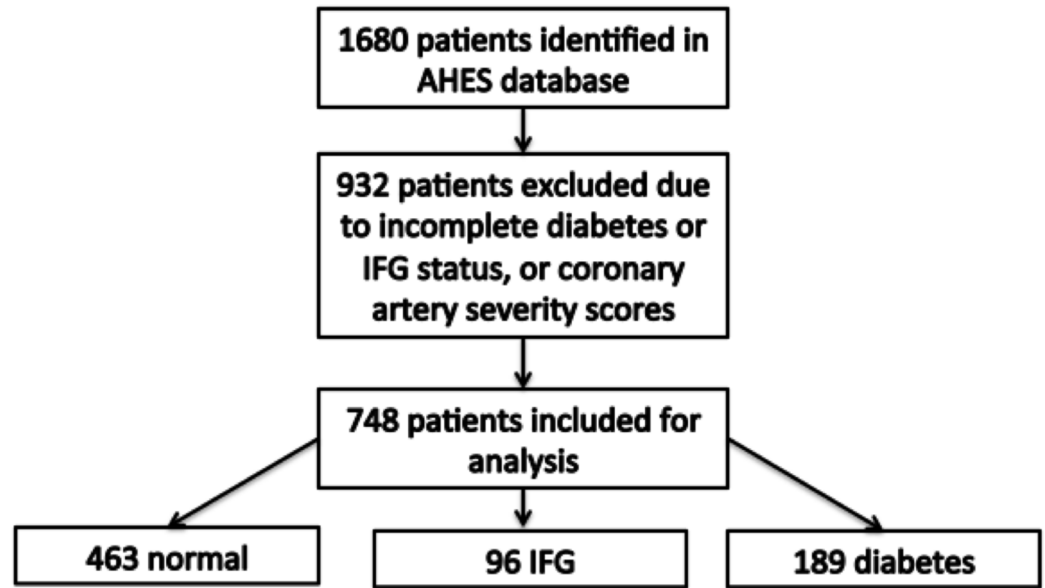 1680 patients identified in
AHES database
932 patients excluded due
to incomplete diabetes or
IFG status, or coronary
artery severity scores
748 patients included for
analysis
463 normal
96 IFG
189 diabetes